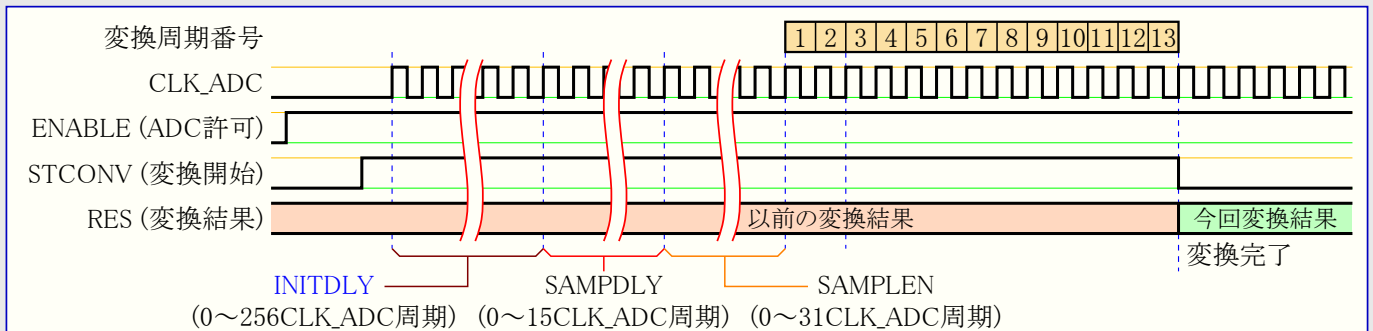 変換周期番号 1 2 3 4 5 6 7 8 9 10 11 12 13
CLK_ADC
ENABLE (ADC許可)
STCONV (変換開始)
RES (変換結果) 以前の変換結果 今回変換結果
変換完了
INITDLY SAMPDLY SAMPLEN
(0～256CLK_ADC周期) (0～15CLK_ADC周期) (0～31CLK_ADC周期)